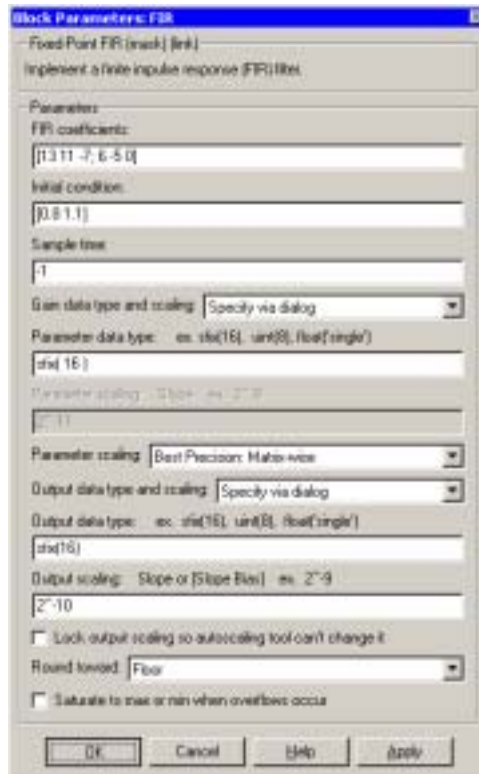 Block Parameters: FIR
Fixed-Point FIR (mask) (link)
Implement a finite impulse response (FIR) filter.
Parameters
FIR coefficients:
[13 11 -7; 6 -5 0]
Initial condition:
[0.8 1.1]
Sample time:
-1
Gain data type and scaling: Specify via dialog
Parameter data type: ex. sfix(16), uint(8), float('single')
sfix( 16 )
Parameter scaling: Slope ex. 2^-9
2^-11
Parameter scaling: Best Precision: Matrix-wise
Output data type and scaling: Specify via dialog
Output data type: ex. sfix(16), uint(8), float('single')
sfix(16)
Output scaling: Slope or [Slope Bias] ex. 2^-9
2^-10
Lock output scaling so autoscaling tool can't change it
Round toward: Floor
Saturate to max or min when overflows occur
OK Cancel Help Apply